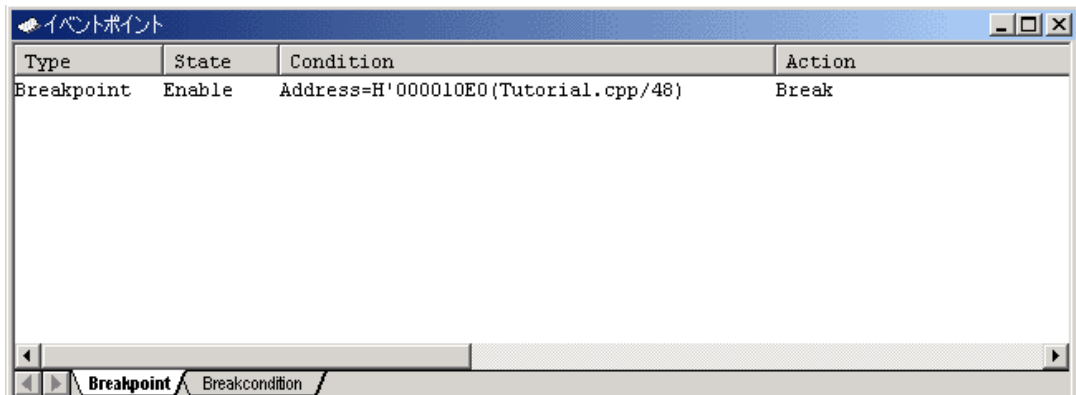 イベントポイント
Type State Condition Action
Breakpoint Enable Address=H'000010E0(Tutorial.cpp/48) Break
Breakpoint Breakcondition